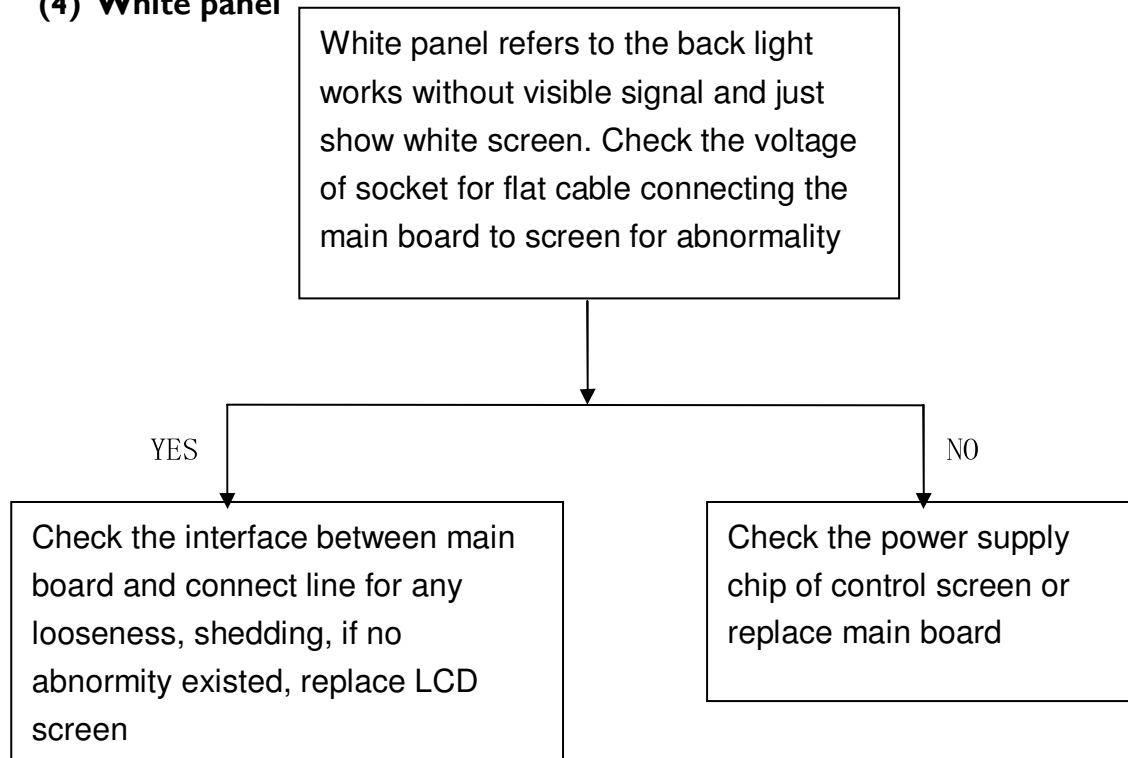 (4) White panel
White panel refers to the back light
works without visible signal and just
show white screen. Check the voltage
of socket for flat cable connecting the
main board to screen for abnormality
YES
NO
Check the interface between main
board and connect line for any
looseness, shedding, if no
abnormity existed, replace LCD
screen
Check the power supply
chip of control screen or
replace main board